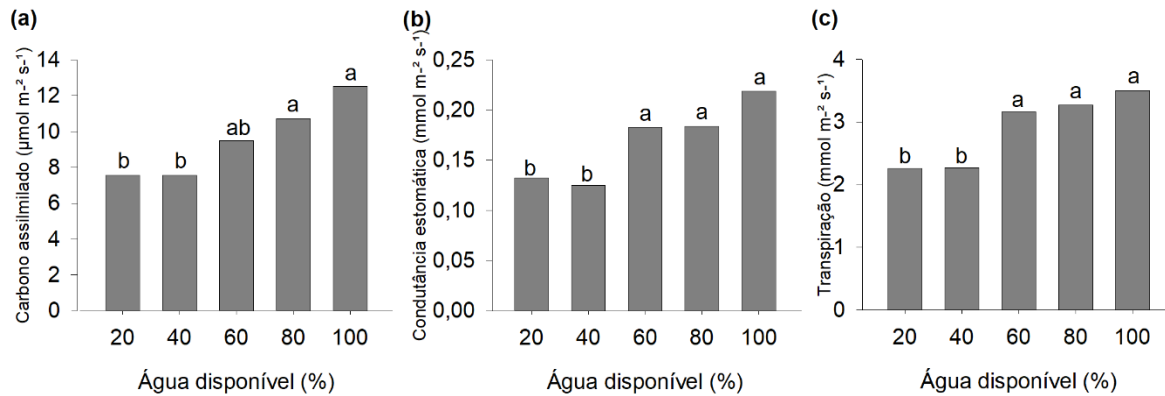 (a)
Carbono assilmilado (µmol m-² s-¹)
14
12
10
8
6
4
2
0
b
b
ab
a
a
20 40 60 80 100
Água disponível (%)
(b)
Condutância estomática (mmol m-² s-¹)
0,25
0,20
0,15
0,10
0,05
0,00
b
b
a
a
a
20 40 60 80 100
Água disponível (%)
(c)
Transpiração (mmol m-² s-¹)
4
3
2
1
0
b
b
a
a
a
20 40 60 80 100
Água disponível (%)